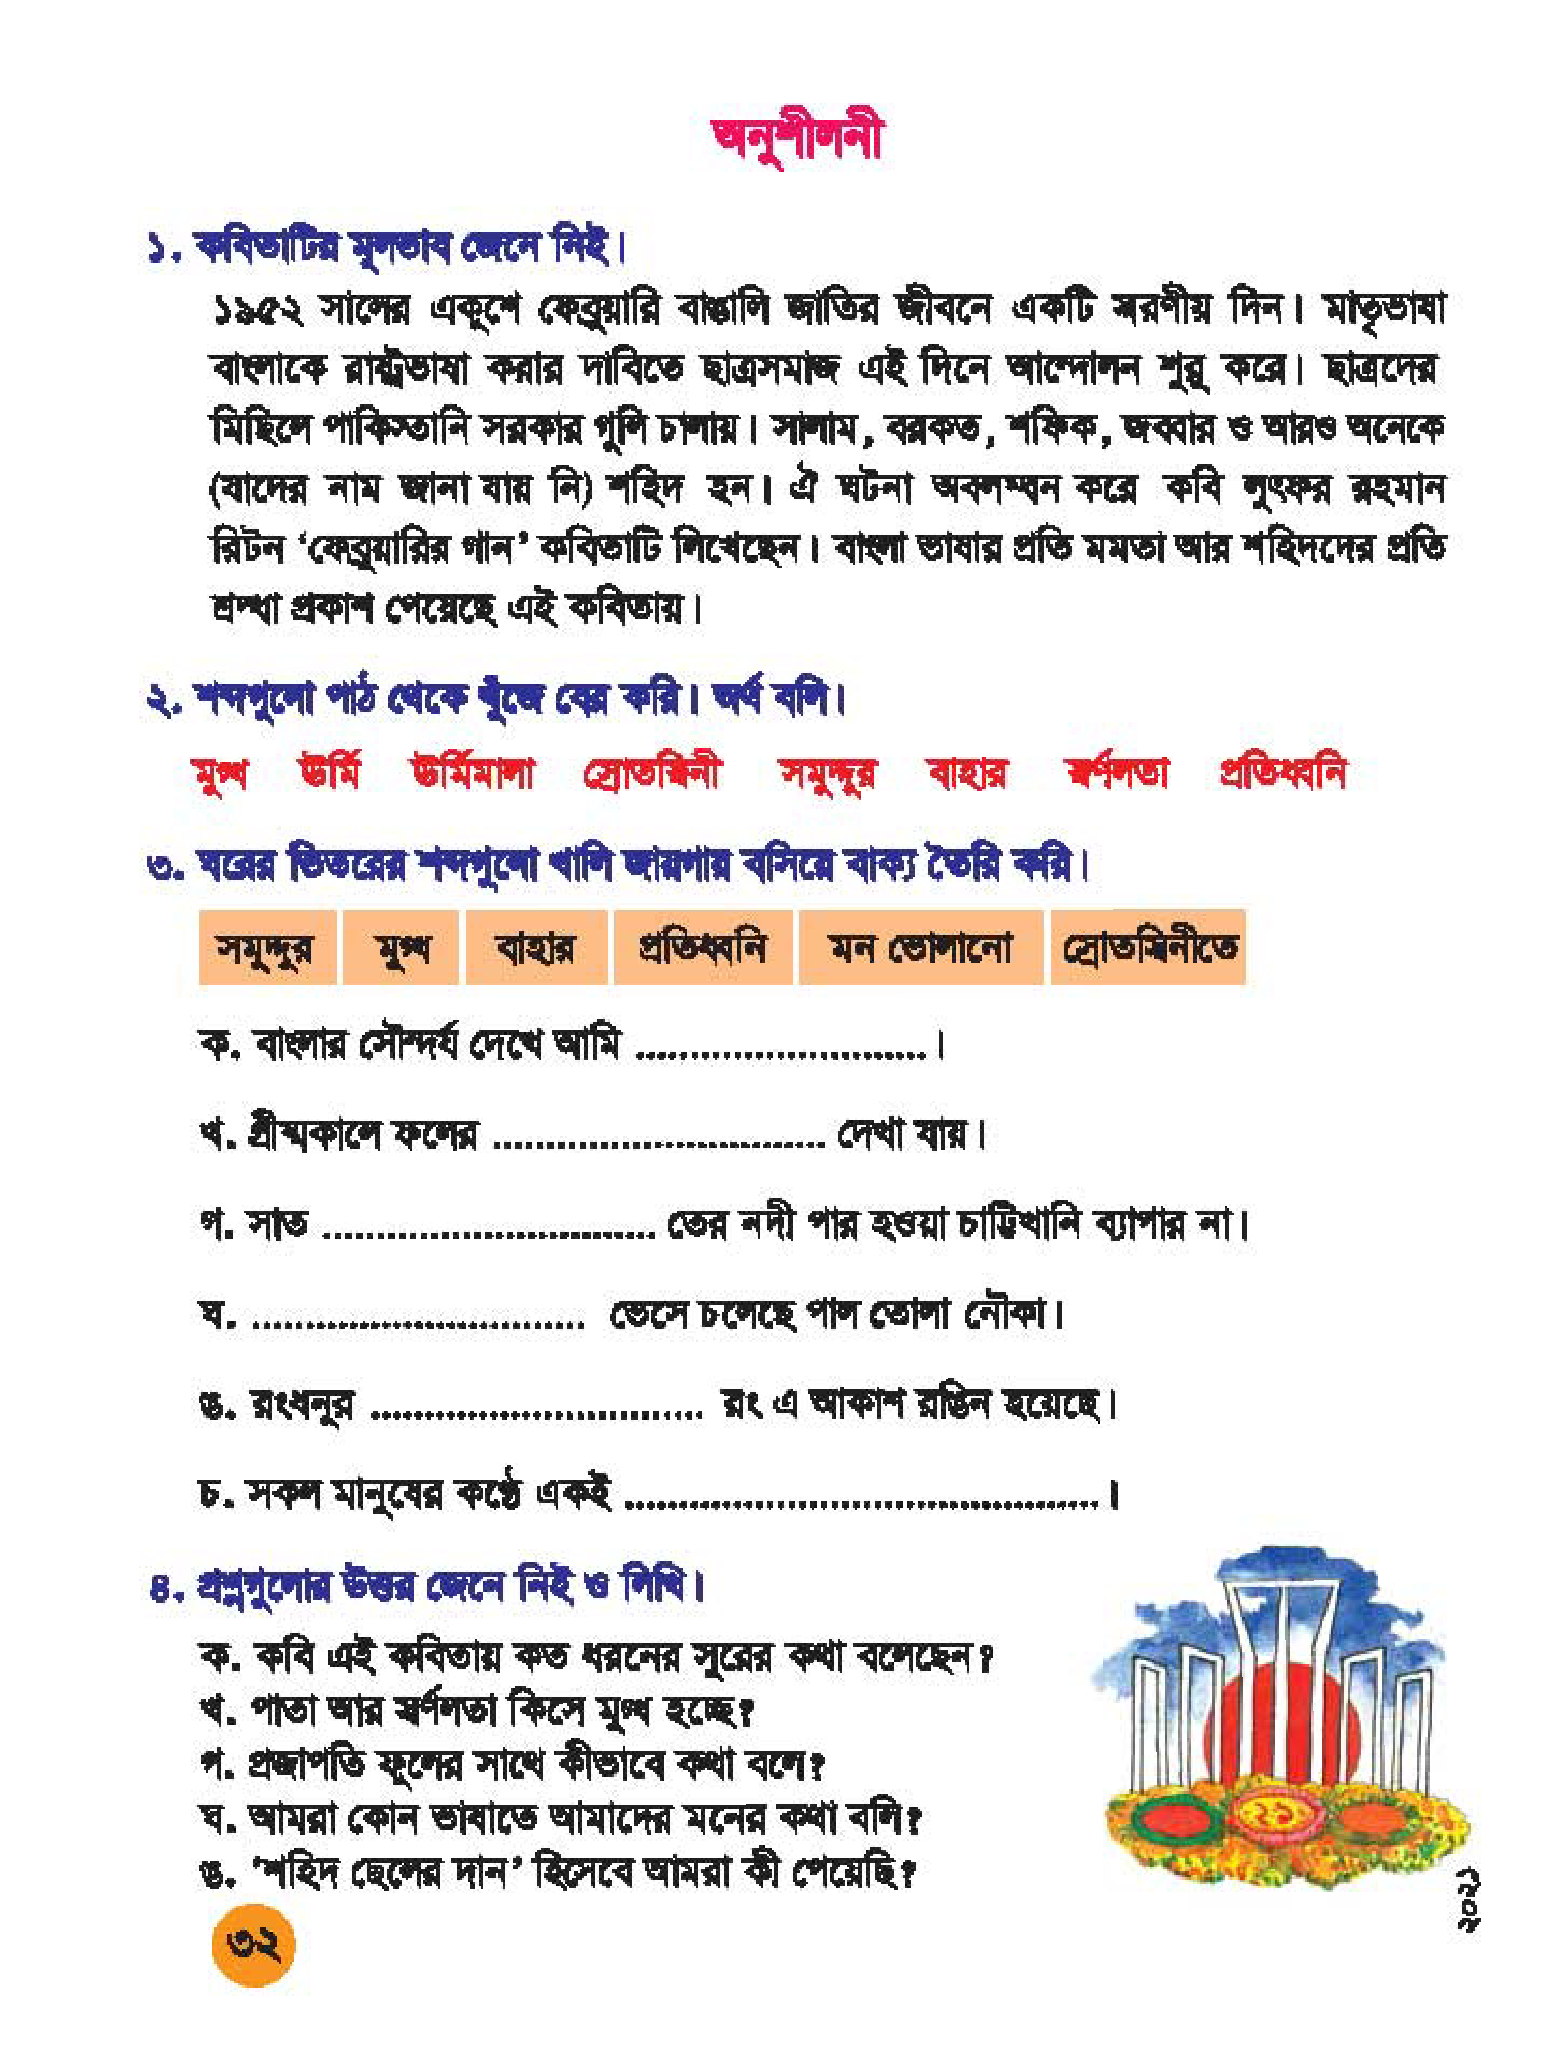 অনুশীলনী
১. কবিতাটির মূলভাব জেনে নিই।
১৯৫২ সালের একুশে ফেব্রুয়ারি বাঙালি জাতির জীবনে একটি স্মরণীয় দিন। মাতৃভাষা
বাংলাকে রাষ্ট্রভাষা করার দাবিতে ছাত্রসমাজ এই দিনে আন্দোলন শুরু করে। ছাত্রদের
মিছিলে পাকিস্তানি সরকার গুলি চালায়। সালাম, বরকত, শফিক, জব্বার ও আরও অনেকে
(যাদের নাম জানা যায় নি) শহিদ হন। ঐ ঘটনা অবলম্বন করে কবি লুৎফর রহমান
রিটন ‘ফেব্রুয়ারির গান’ কবিতাটি লিখেছেন। বাংলা ভাষার প্রতি মমতা আর শহিদদের প্রতি
শ্রদ্ধা প্রকাশ পেয়েছে এই কবিতায়।
২. শব্দগুলো পাঠ থেকে খুঁজে বের করি। অর্থ বলি।
মুগ্ধ ঊর্মি ঊর্মিমালা স্রোতস্বিনী সমুদ্দুর বাহার স্বর্ণলতা প্রতিধ্বনি
৩. ঘরের ভিতরের শব্দগুলো খালি জায়গায় বসিয়ে বাক্য তৈরি করি।
সমুদ্দুর মুগ্ধ বাহার প্রতিধ্বনি মন ভোলানো স্রোতস্বিনীতে
ক. বাংলার সৌন্দর্য দেখে আমি ............................।
খ. গ্রীষ্মকালে ফলের ................................ দেখা যায়।
গ. সাত ................................ তের নদী পার হওয়া চাট্টিখানি ব্যাপার না।
ঘ. ................................ ভেসে চলেছে পাল তোলা নৌকা।
ঙ. রংধনুর ................................ রং এ আকাশ রঙিন হয়েছে।
চ. সকল মানুষের কণ্ঠে একই .............................................।
৪. প্রশ্নগুলোর উত্তর জেনে নিই ও লিখি।
ক. কবি এই কবিতায় কত ধরনের সুরের কথা বলেছেন?
খ. পাতা আর স্বর্ণলতা কিসে মুগ্ধ হচ্ছে?
গ. প্রজাপতি ফুলের সাথে কীভাবে কথা বলে?
ঘ. আমরা কোন ভাষাতে আমাদের মনের কথা বলি?
ঙ. ‘শহিদ ছেলের দান’ হিসেবে আমরা কী পেয়েছি?
২১
৩২
২০২১